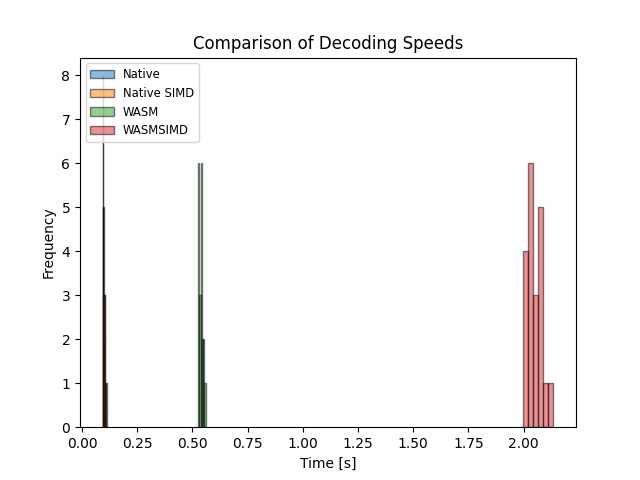 Comparison of Decoding Speeds
Native
Native SIMD
WASM
WASMSIMD
Frequency
8
7
6
5
4
3
2
1
0
0.00 0.25 0.50 0.75 1.00 1.25 1.50 1.75 2.00
Time [s]